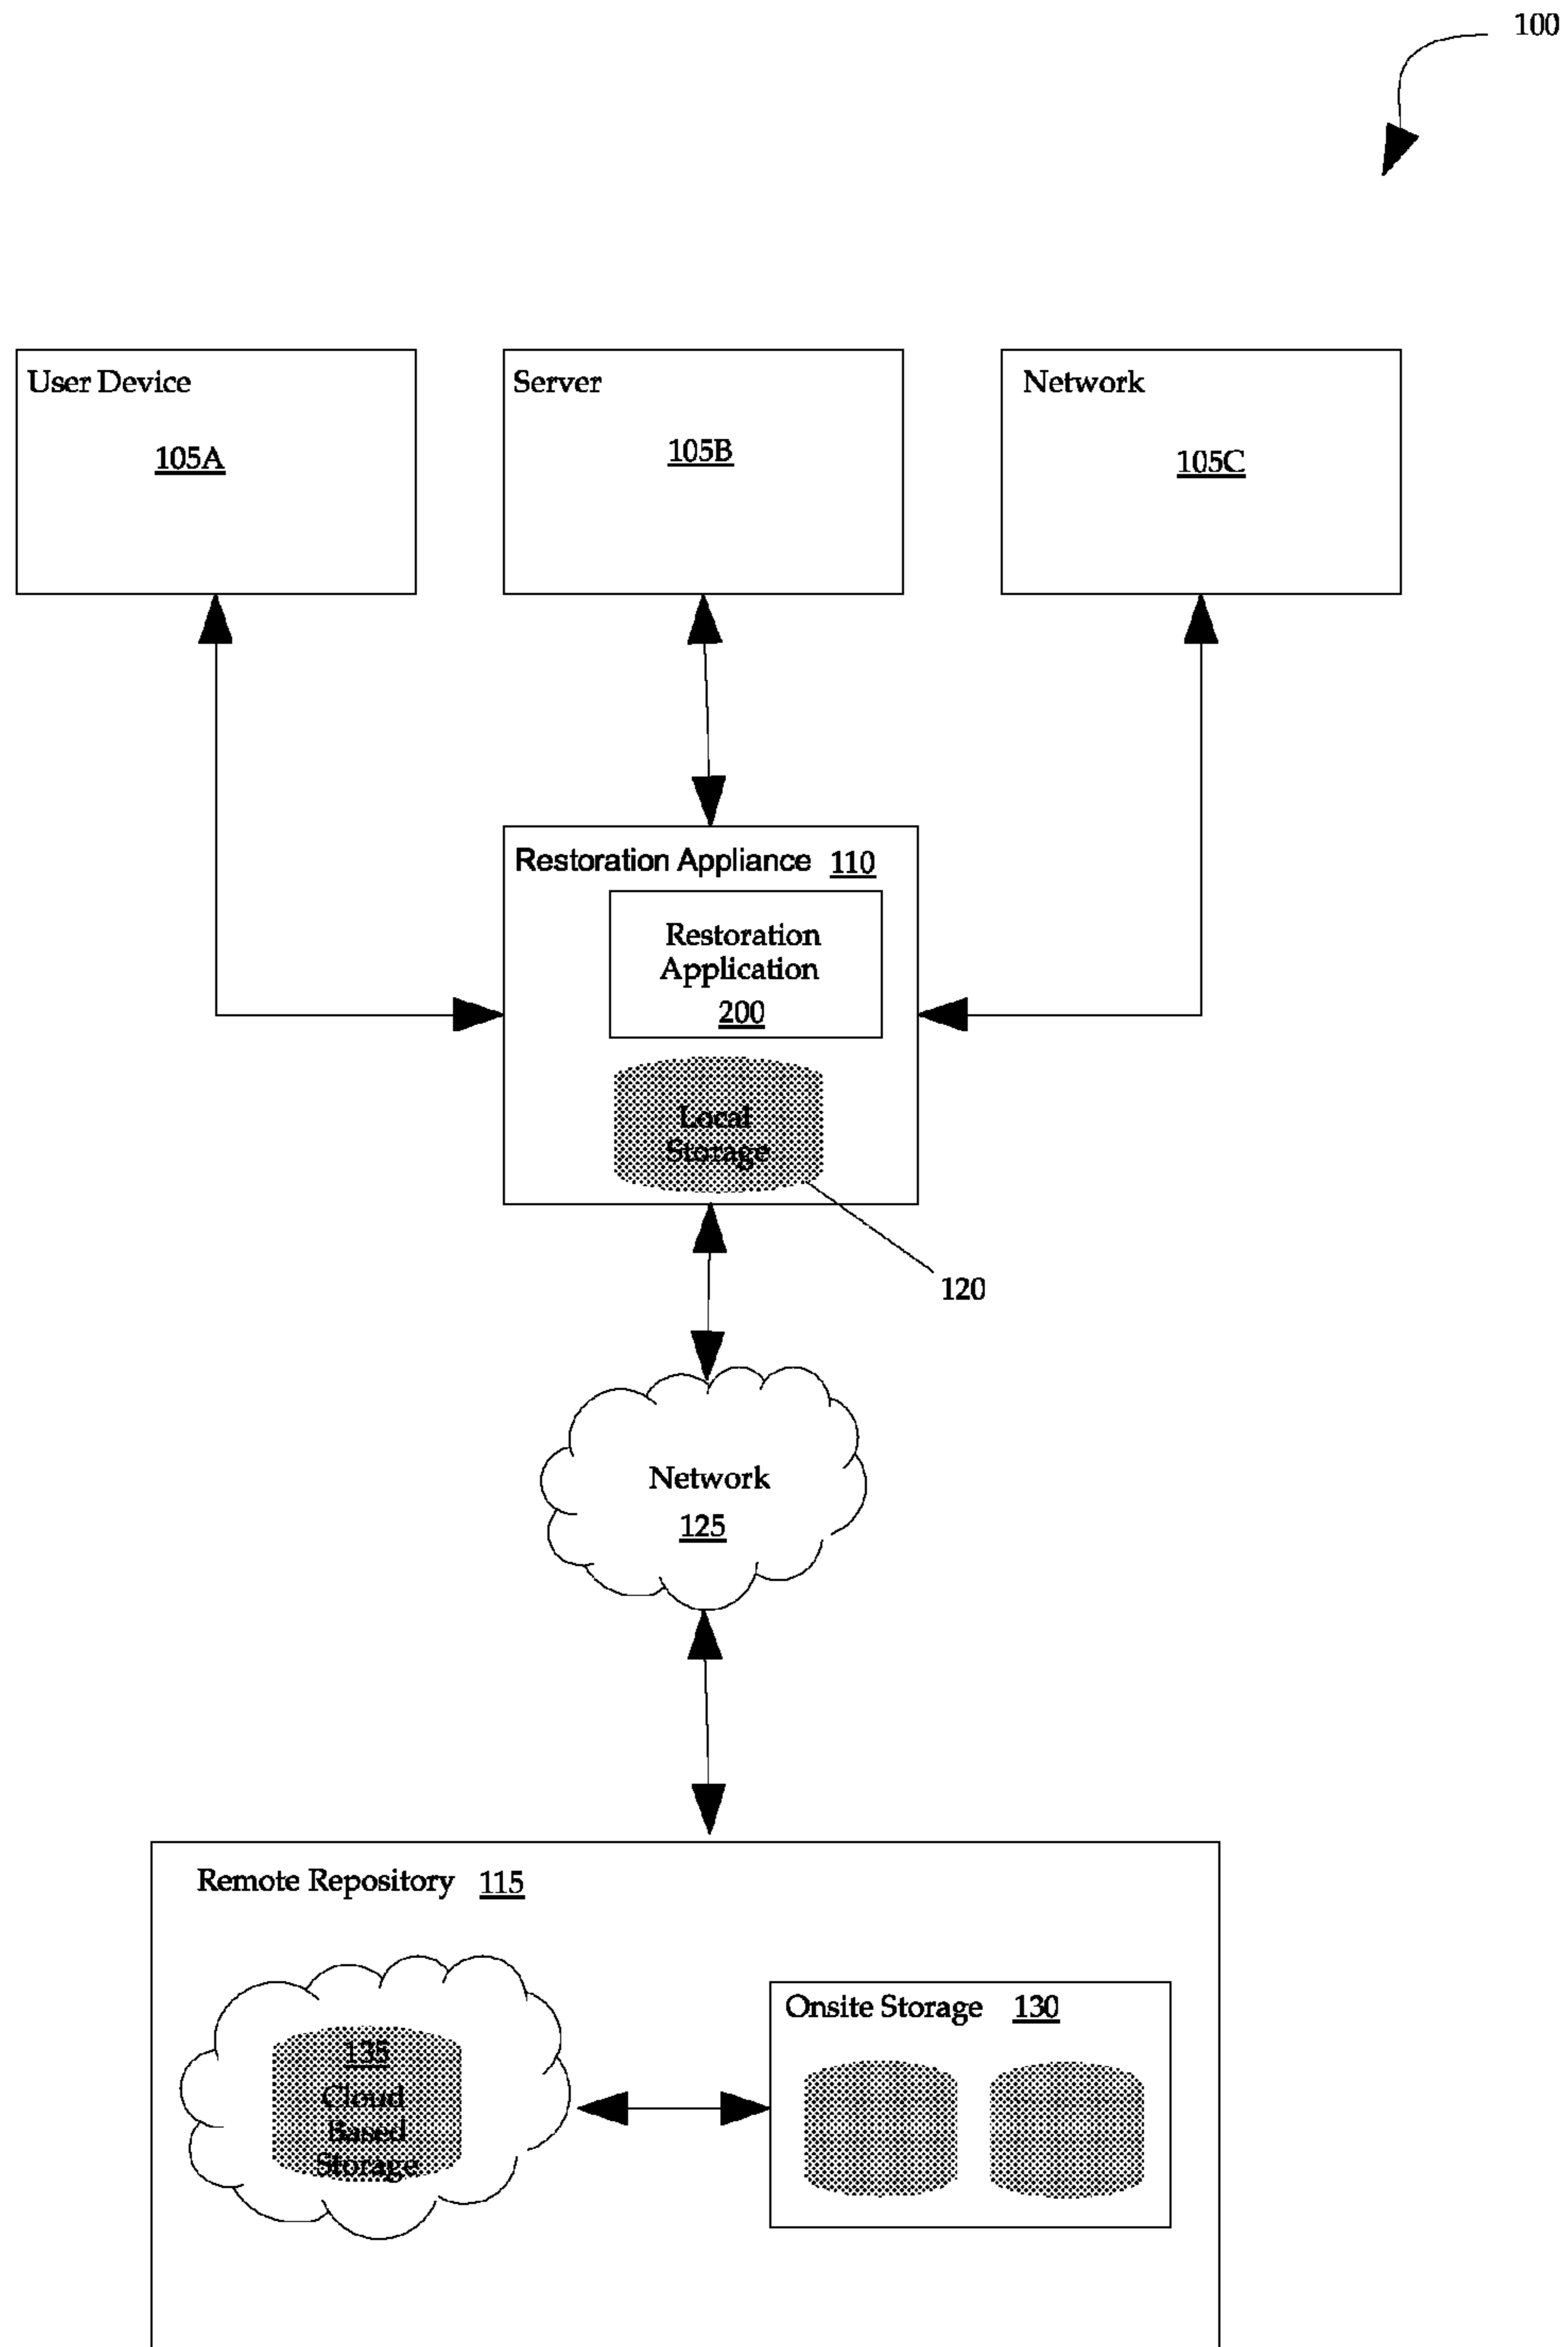 100
User Device
105A
Server
105B
Network
105C
Restoration Appliance 110
Restoration
Application
200
Local
Storage
120
Network
125
Remote Repository 115
135
Cloud
Based
Storage
Onsite Storage 130